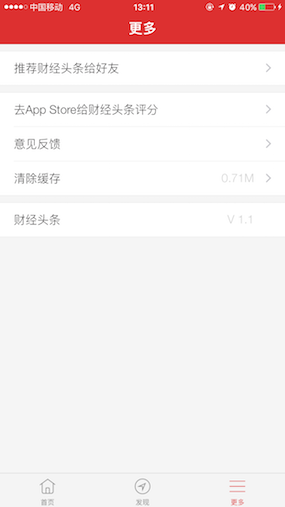 中国移动 4G 13:11 40%
更多
推荐财经头条给好友
去App Store给财经头条评分
意见反馈
清除缓存 0.71M
财经头条 V 1.1
首页 发现 更多